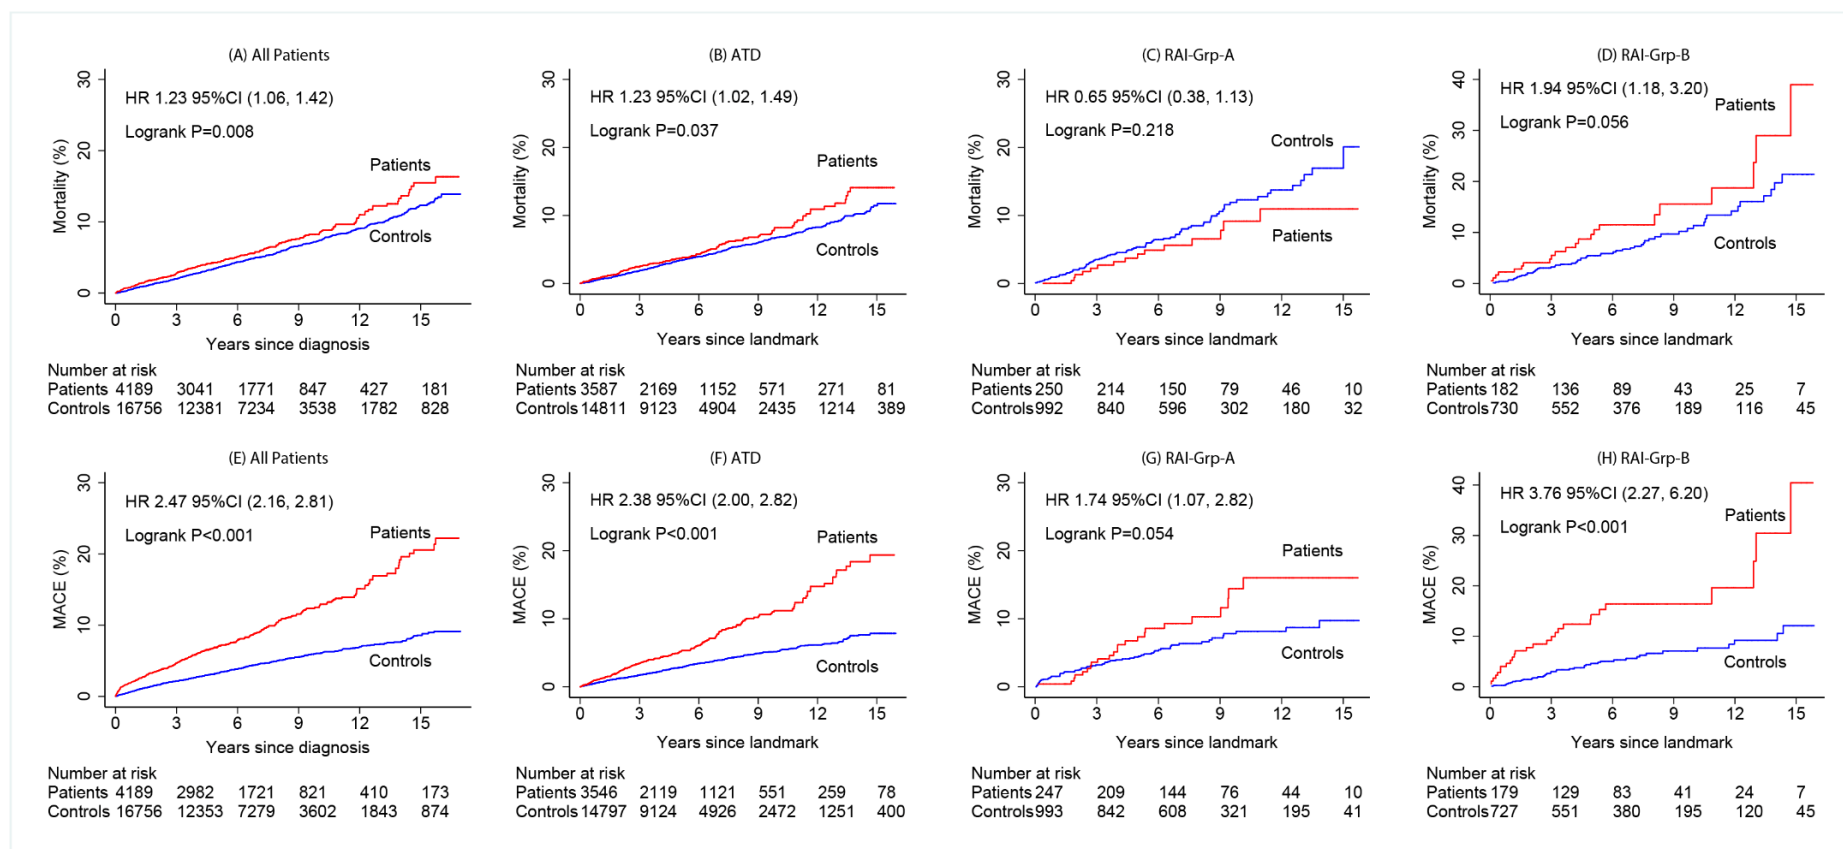 (A) All Patients
30
20
10
0
Mortality (%)
HR 1.23 95%CI (1.06, 1.42)
Logrank P=0.008
Patients
Controls
0 3 6 9 12 15
Years since diagnosis
Number at risk
Patients 4189 3041 1771 847 427 181
Controls 16756 12381 7234 3538 1782 828
(B) ATD
30
20
10
0
Mortality (%)
HR 1.23 95%CI (1.02, 1.49)
Logrank P=0.037
Patients
Controls
0 3 6 9 12 15
Years since landmark
Number at risk
Patients 3587 2169 1152 571 271 81
Controls 14811 9123 4904 2435 1214 389
(C) RAI-Grp-A
30
20
10
0
Mortality (%)
HR 0.65 95%CI (0.38, 1.13)
Logrank P=0.218
Controls
Patients
0 3 6 9 12 15
Years since landmark
Number at risk
Patients 250 214 150 79 46 10
Controls 992 840 596 302 180 32
(D) RAI-Grp-B
40
30
20
10
0
Mortality (%)
HR 1.94 95%CI (1.18, 3.20)
Patients
Logrank P=0.056
Controls
0 3 6 9 12 15
Years since landmark
Number at risk
Patients 182 136 89 43 25 7
Controls 730 552 376 189 116 45
(E) All Patients
30
20
10
0
MACE (%)
HR 2.47 95%CI (2.16, 2.81)
Logrank P<0.001
Patients
Controls
0 3 6 9 12 15
Years since diagnosis
Number at risk
Patients 4189 2982 1721 821 410 173
Controls 16756 12353 7279 3602 1843 874
(F) ATD
30
20
10
0
MACE (%)
HR 2.38 95%CI (2.00, 2.82)
Logrank P<0.001
Patients
Controls
0 3 6 9 12 15
Years since landmark
Number at risk
Patients 3546 2119 1121 551 259 78
Controls 14797 9124 4926 2472 1251 400
(G) RAI-Grp-A
30
20
10
0
MACE (%)
HR 1.74 95%CI (1.07, 2.82)
Logrank P=0.054
Patients
Controls
0 3 6 9 12 15
Years since landmark
Number at risk
Patients 247 209 144 76 44 10
Controls 993 842 608 321 195 41
(H) RAI-Grp-B
40
30
20
10
0
MACE (%)
HR 3.76 95%CI (2.27, 6.20)
Patients
Logrank P<0.001
Controls
0 3 6 9 12 15
Years since landmark
Number at risk
Patients 179 129 83 41 24 7
Controls 727 551 380 195 120 45